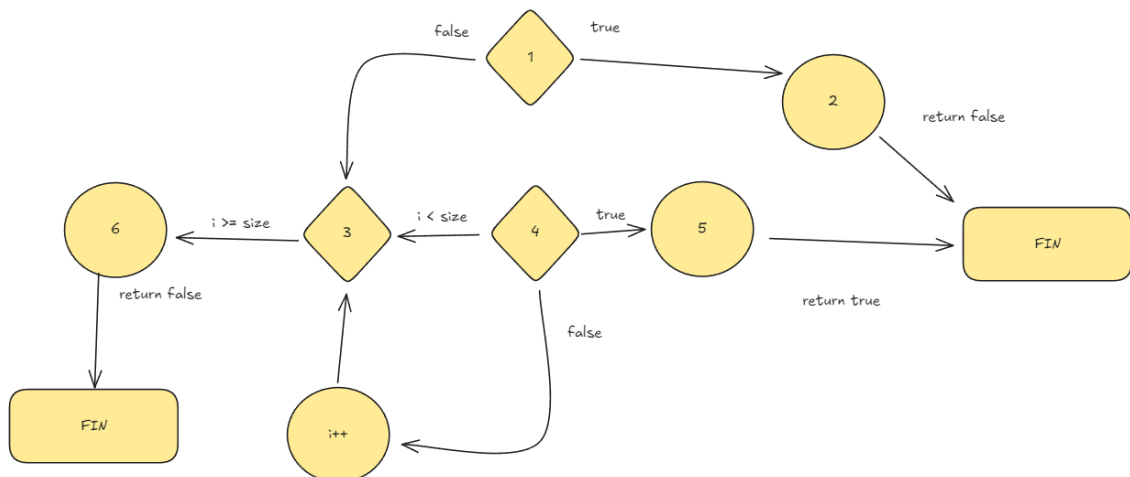 false
true
1
2
return false
6
i >= size
3
i < size
4
true
5
FIN
return false
return true
false
FIN
i++